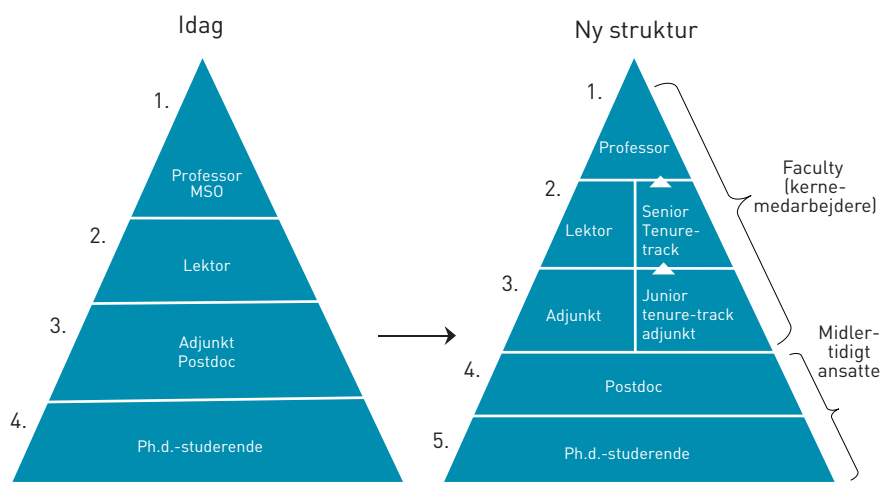 Idag
1.
Professor
MSO
2.
Lektor
3.
Adjunkt
Postdoc
4.
Ph.d.-studerende
Ny struktur
1.
Professor
2.
Lektor
Senior
Tenure-
track
3.
Adjunkt
Junior
tenure-track
adjunkt
4.
Postdoc
5.
Ph.d.-studerende
Faculty
(kerne-
medarbejdere)
Midler-
tidigt
ansatte